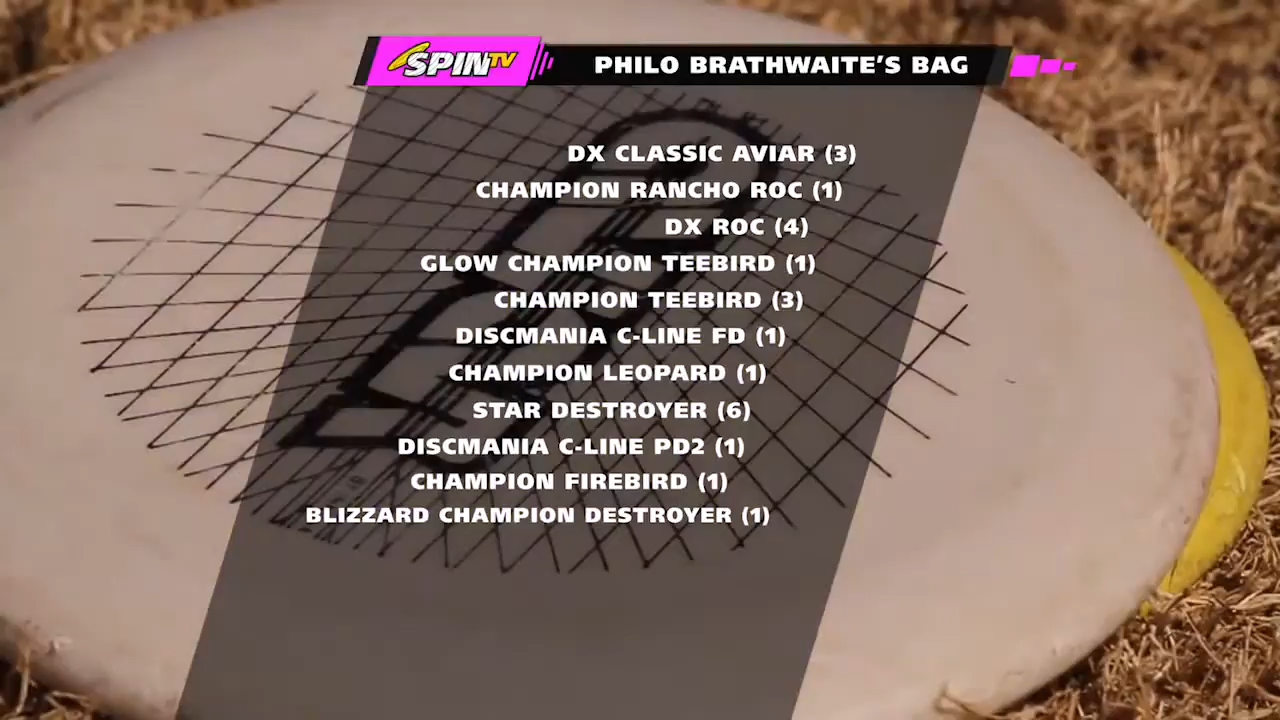 SPINTV
PHILO BRATHWAITE'S BAG
DX CLASSIC AVIAR (3)
CHAMPION RANCHO ROC (1)
DX ROC (4)
GLOW CHAMPION TEEBIRD (1)
CHAMPION TEEBIRD (3)
DISCMANIA C-LINE FD (1)
CHAMPION LEOPARD (1)
STAR DESTROYER (6)
DISCMANIA C-LINE PD2 (1)
CHAMPION FIREBIRD (1)
BLIZZARD CHAMPION DESTROYER (1)